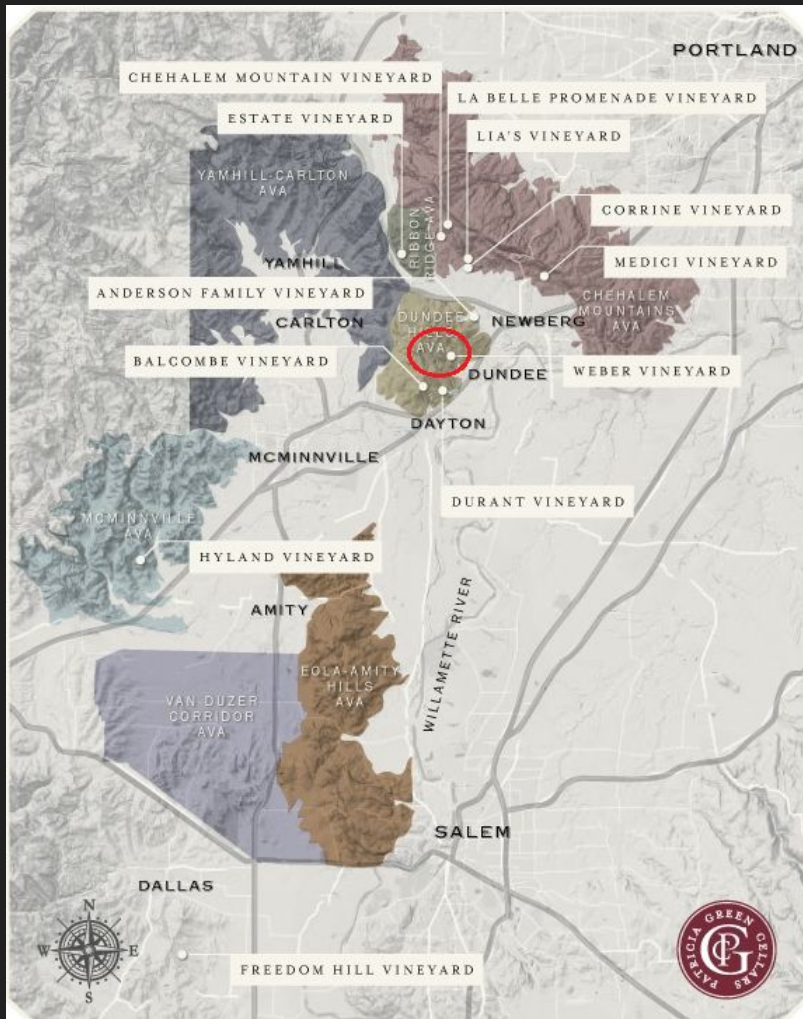 PORTLAND
CHEHALEM MOUNTAIN VINEYARD
LA BELLE PROMENADE VINEYARD
ESTATE VINEYARD
LIA'S VINEYARD
YAMHILL-CARLTON
AVA
RIBBON
RIDGE AVA
CORRINE VINEYARD
YAMHILL
MEDICI VINEYARD
ANDERSON FAMILY VINEYARD
CHEHALEM
MOUNTAINS
AVA
CARLTON
DUNDEE
HILLS
AVA
NEWBERG
BALCOMBE VINEYARD
DUNDEE
WEBER VINEYARD
DAYTON
MCMINNVILLE
DURANT VINEYARD
MCMINNVILLE
AVA
HYLAND VINEYARD
AMITY
WILLAMETTE RIVER
EOLA-AMITY
HILLS
AVA
VAN DUZER
CORRIDOR
AVA
SALEM
DALLAS
N
W E
S
FREEDOM HILL VINEYARD
PATRICIA GREEN CELLARS
PG